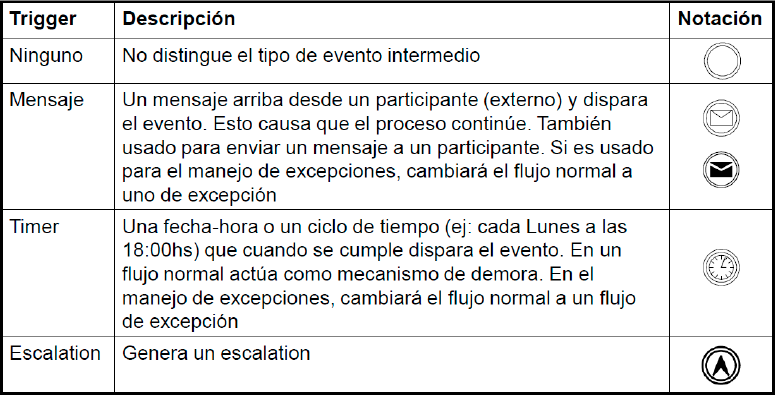 Trigger Descripción Notación
Ninguno No distingue el tipo de evento intermedio
Mensaje Un mensaje arriba desde un participante (externo) y dispara
el evento. Esto causa que el proceso continúe. También
usado para enviar un mensaje a un participante. Si es usado
para el manejo de excepciones, cambiará el flujo normal a
uno de excepción
Timer Una fecha-hora o un ciclo de tiempo (ej: cada Lunes a las
18:00hs) que cuando se cumple dispara el evento. En un
flujo normal actúa como mecanismo de demora. En el
manejo de excepciones, cambiará el flujo normal a un flujo
de excepción
Escalation Genera un escalation